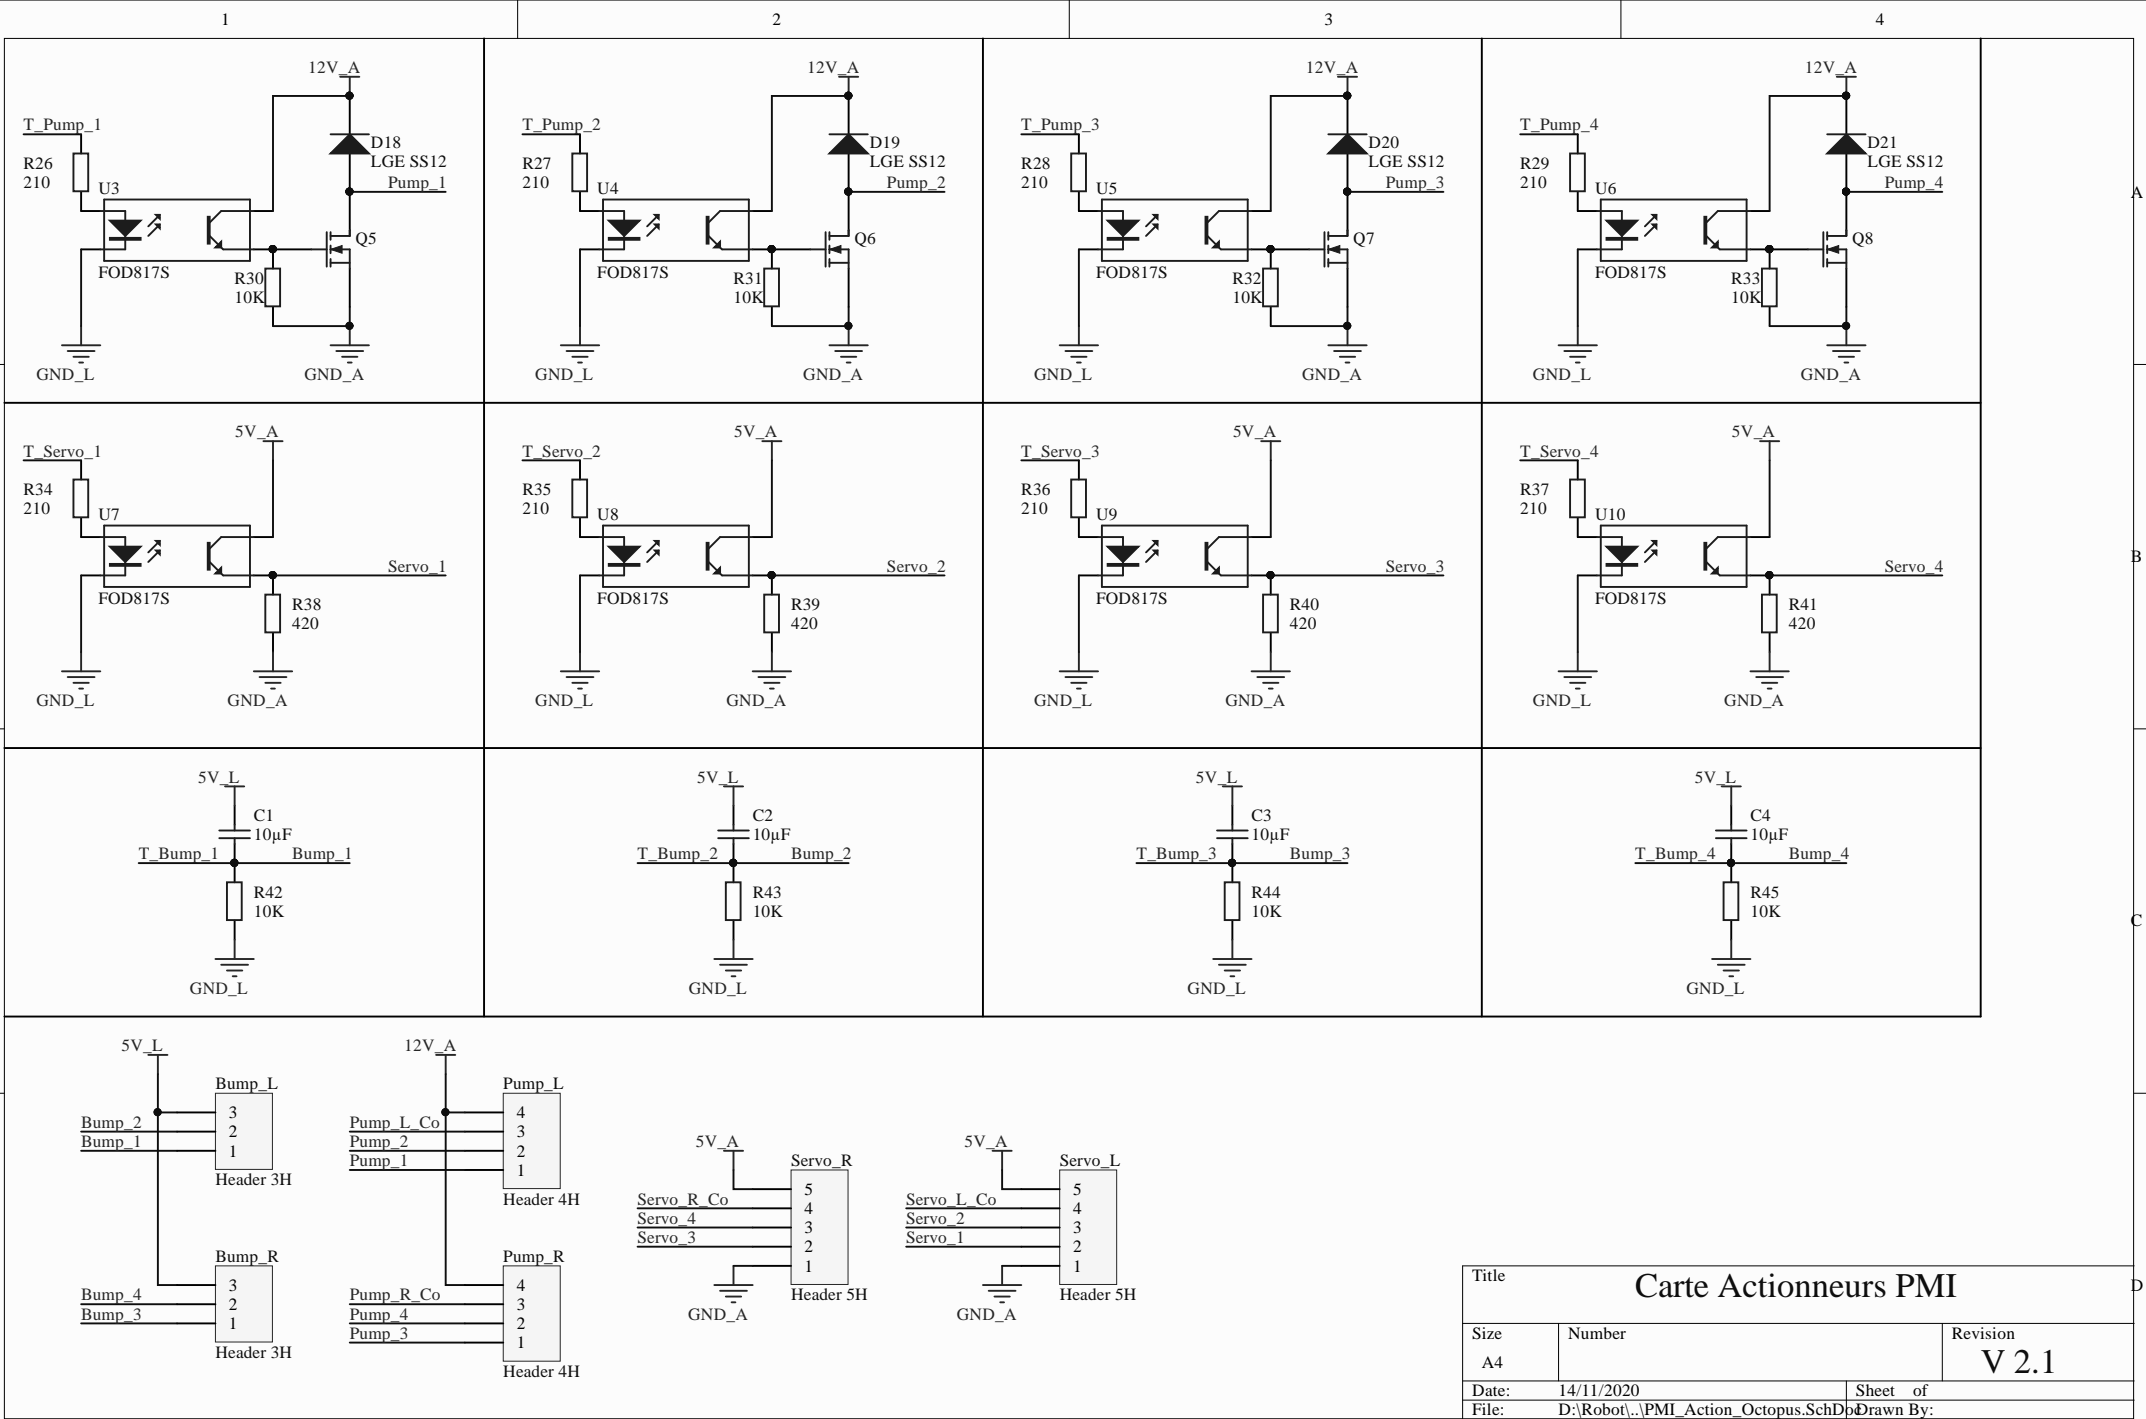 1 2 3 4
12V_A 12V_A 12V_A 12V_A
T_Pump_1 T_Pump_2 T_Pump_3 T_Pump_4
D18 D19 D20 D21
R26 LGE SS12 R27 LGE SS12 R28 LGE SS12 R29 LGE SS12
210 Pump_1 210 Pump_2 210 Pump_3 210 Pump_4
U3 U4 U5 U6 A
Q5 Q6 Q7 Q8
FOD817S FOD817S FOD817S FOD817S
R30 R31 R32 R33
10K 10K 10K 10K
GND_L GND_A GND_L GND_A GND_L GND_A GND_L GND_A
5V_A 5V_A 5V_A 5V_A
T_Servo_1 T_Servo_2 T_Servo_3 T_Servo_4
R34 R35 R36 R37
210 210 210 210
U7 U8 U9 U10
Servo_1 Servo_2 Servo_3 Servo_4 B
FOD817S FOD817S FOD817S FOD817S
R38 R39 R40 R41
420 420 420 420
GND_L GND_A GND_L GND_A GND_L GND_A GND_L GND_A
5V_L 5V_L 5V_L 5V_L
C1 C2 C3 C4
10µF 10µF 10µF 10µF
T_Bump_1 Bump_1 T_Bump_2 Bump_2 T_Bump_3 Bump_3 T_Bump_4 Bump_4
R42 R43 R44 R45
10K 10K 10K 10K C
GND_L GND_L GND_L GND_L
5V_L 12V_A
Bump_L Pump_L
3 4
Bump_2 2 Pump_L_Co 3
Bump_1 1 Pump_2 2
Pump_1 1
Header 3H Header 4H
5V_A 5V_A
Servo_R Servo_L
5 5
Servo_R_Co 4 Servo_L_Co 4
Servo_4 3 Servo_2 3
Servo_3 2 Servo_1 2
1 1
GND_A Header 5H GND_A Header 5H
Bump_R Pump_R
3 4
Bump_4 2 Pump_R_Co 3
Bump_3 1 Pump_4 2
Pump_3 1
Header 3H Header 4H
Title Carte Actionneurs PMI D
Size Number Revision
A4 V 2.1
Date: 14/11/2020 Sheet of
File: D:\Robot\..\PMI_Action_Octopus.SchDoc Drawn By: